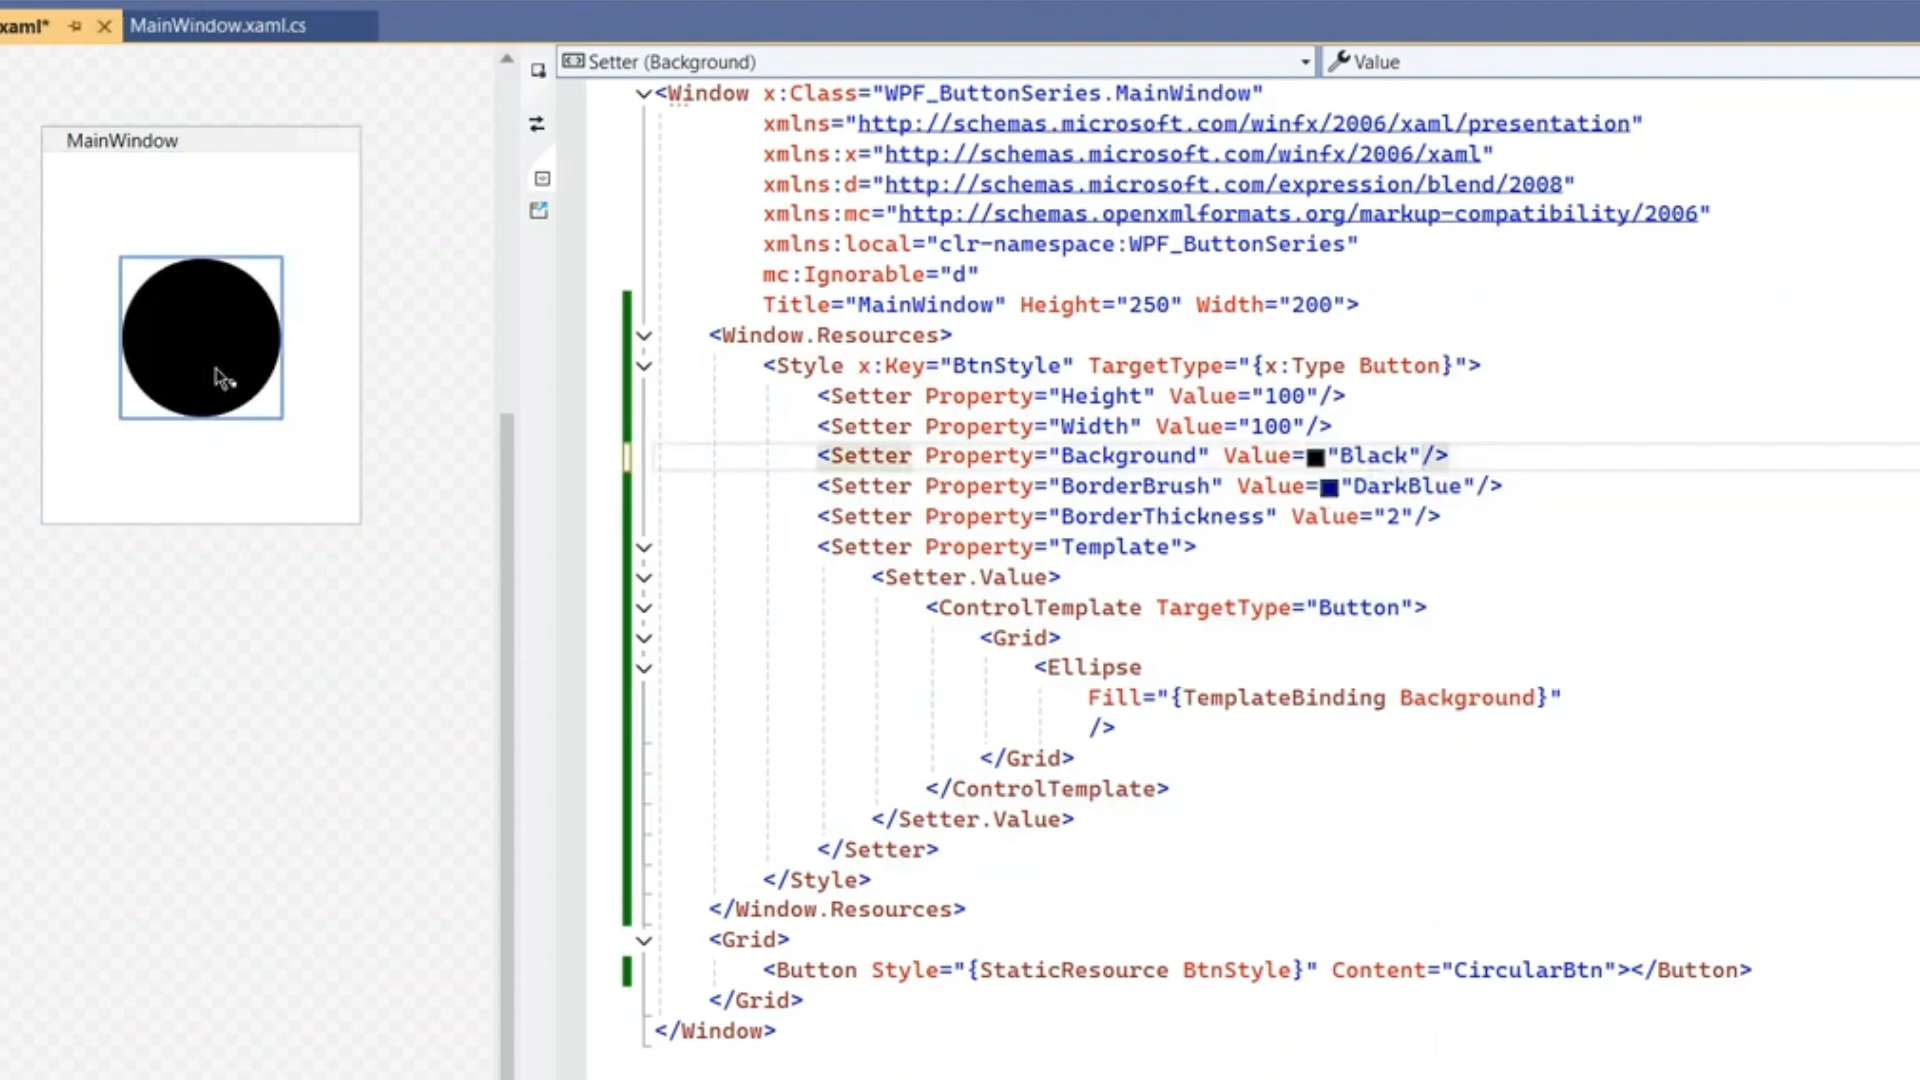 xaml*
MainWindow.xaml.cs
Setter (Background)
Value
MainWindow
<Window x:Class="WPF_ButtonSeries.MainWindow"
xmlns="http://schemas.microsoft.com/winfx/2006/xaml/presentation"
xmlns:x="http://schemas.microsoft.com/winfx/2006/xaml"
xmlns:d="http://schemas.microsoft.com/expression/blend/2008"
xmlns:mc="http://schemas.openxmlformats.org/markup-compatibility/2006"
xmlns:local="clr-namespace:WPF_ButtonSeries"
mc:Ignorable="d"
Title="MainWindow" Height="250" Width="200">
<Window.Resources>
<Style x:Key="BtnStyle" TargetType="{x:Type Button}">
<Setter Property="Height" Value="100"/>
<Setter Property="Width" Value="100"/>
<Setter Property="Background" Value="Black"/>
<Setter Property="BorderBrush" Value="DarkBlue"/>
<Setter Property="BorderThickness" Value="2"/>
<Setter Property="Template">
<Setter.Value>
<ControlTemplate TargetType="Button">
<Grid>
<Ellipse
Fill="{TemplateBinding Background}"
/>
</Grid>
</ControlTemplate>
</Setter.Value>
</Setter>
</Style>
</Window.Resources>
<Grid>
<Button Style="{StaticResource BtnStyle}" Content="CircularBtn"></Button>
</Grid>
</Window>